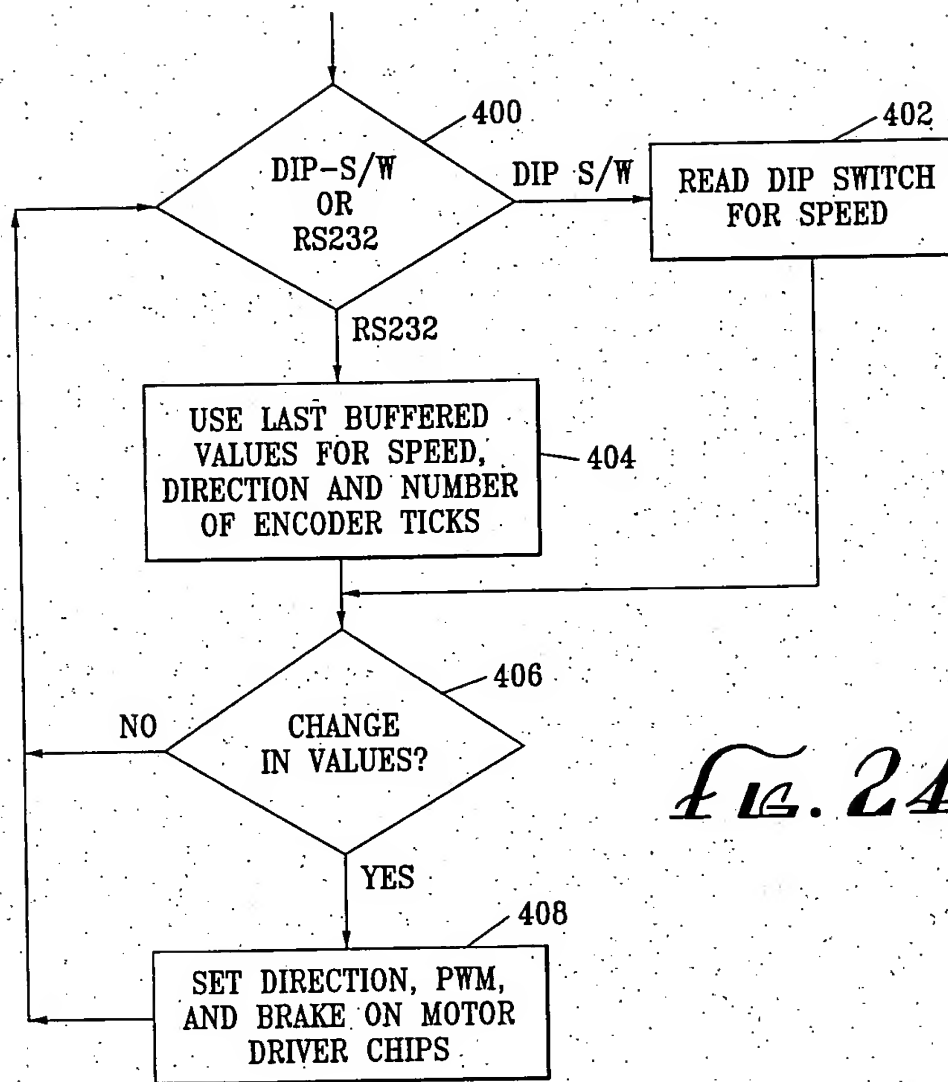 400
DIP-S/W
OR
RS232
DIP S/W
402
READ DIP SWITCH
FOR SPEED
RS232
USE LAST BUFFERED
VALUES FOR SPEED,
DIRECTION AND NUMBER
OF ENCODER TICKS
404
406
CHANGE
IN VALUES?
NO
YES
408
SET DIRECTION, PWM,
AND BRAKE ON MOTOR
DRIVER CHIPS
FIG. 24